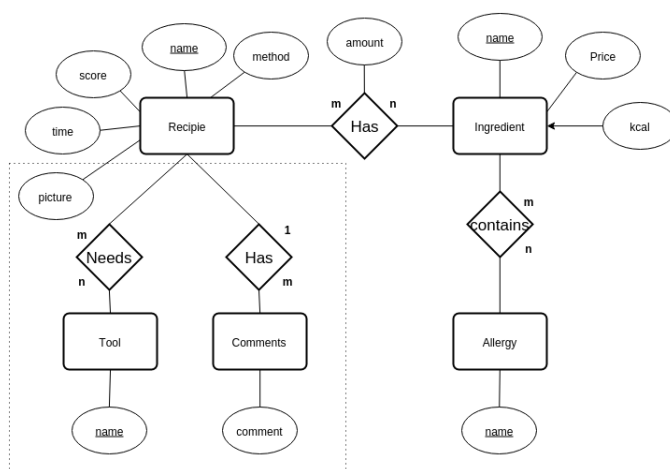 name
amount
name
method
Price
score
m
n
Recipie
Has
Ingredient
kcal
time
picture
m
1
m
contains
Needs
Has
n
n
m
Tool
Comments
Allergy
name
comment
name